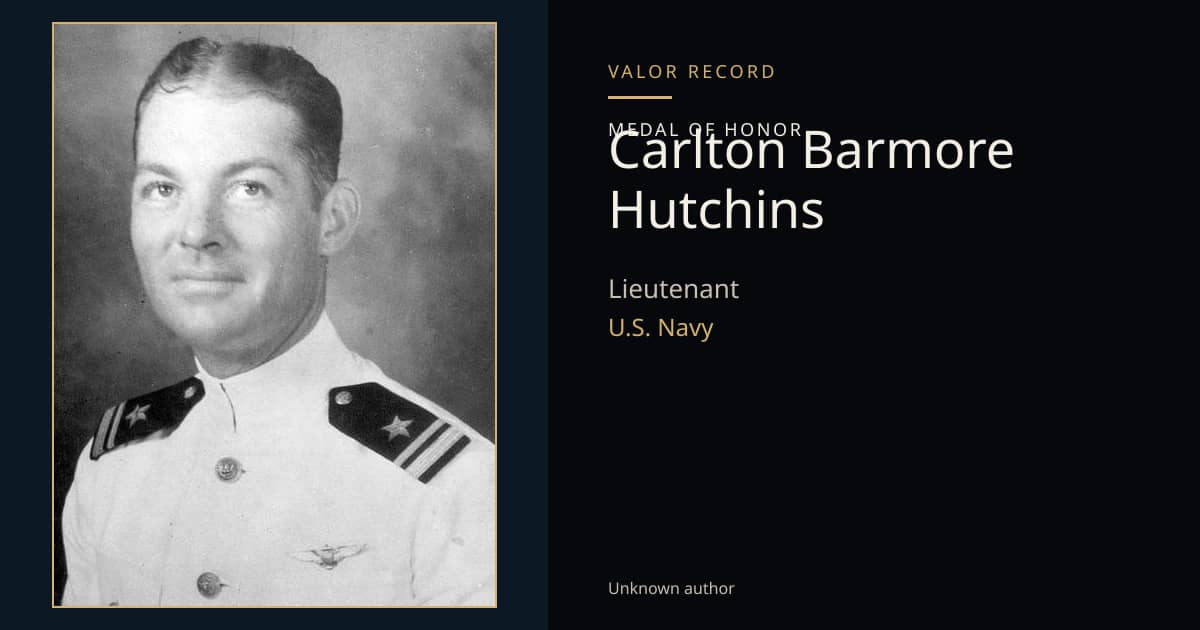 VALOR RECORD
MEDAL OF HONOR
Carlton Barmore
Hutchins
Lieutenant
U.S. Navy
Unknown author